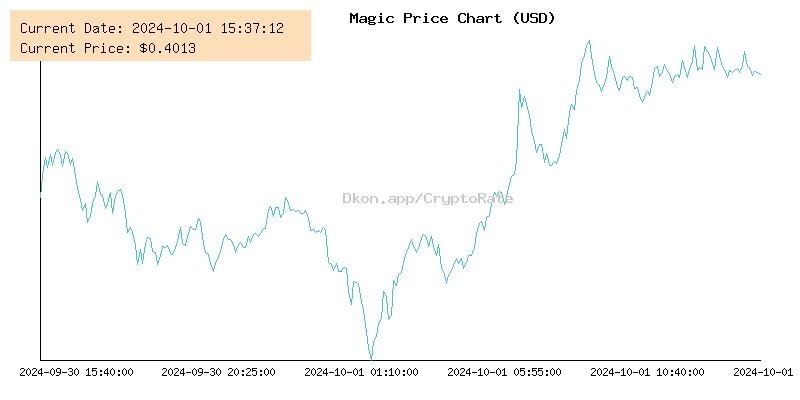 Magic Price Chart (USD)
Current Date: 2024-10-01 15:37:12
Current Price: $0.4013
Dkon.app/CryptoRate
2024-09-30 15:40:00
2024-09-30 20:25:00
2024-10-01 01:10:00
2024-10-01 05:55:00
2024-10-01 10:40:00
2024-10-01